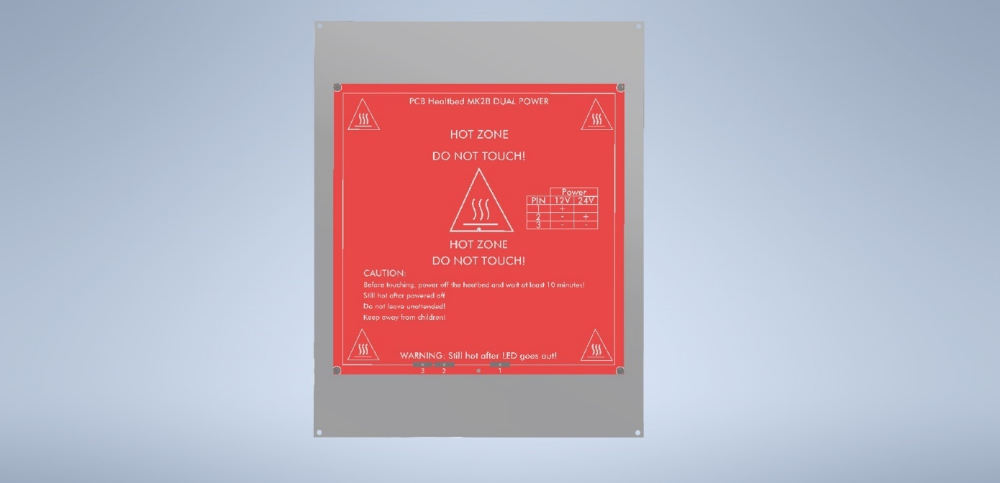 PCB Healtbed MK2B DUAL POWER
HOT ZONE
DO NOT TOUCH!
Power
PIN 12V 24V
1 +
2 - +
3 - -
HOT ZONE
DO NOT TOUCH!
CAUTION:
Before touching, power off the heatbed and wait at least 10 minutes!
Still hot after powered off
Do not leave unattended!
Keep away from children!
WARNING: Still hot after LED goes out!
3 2 1